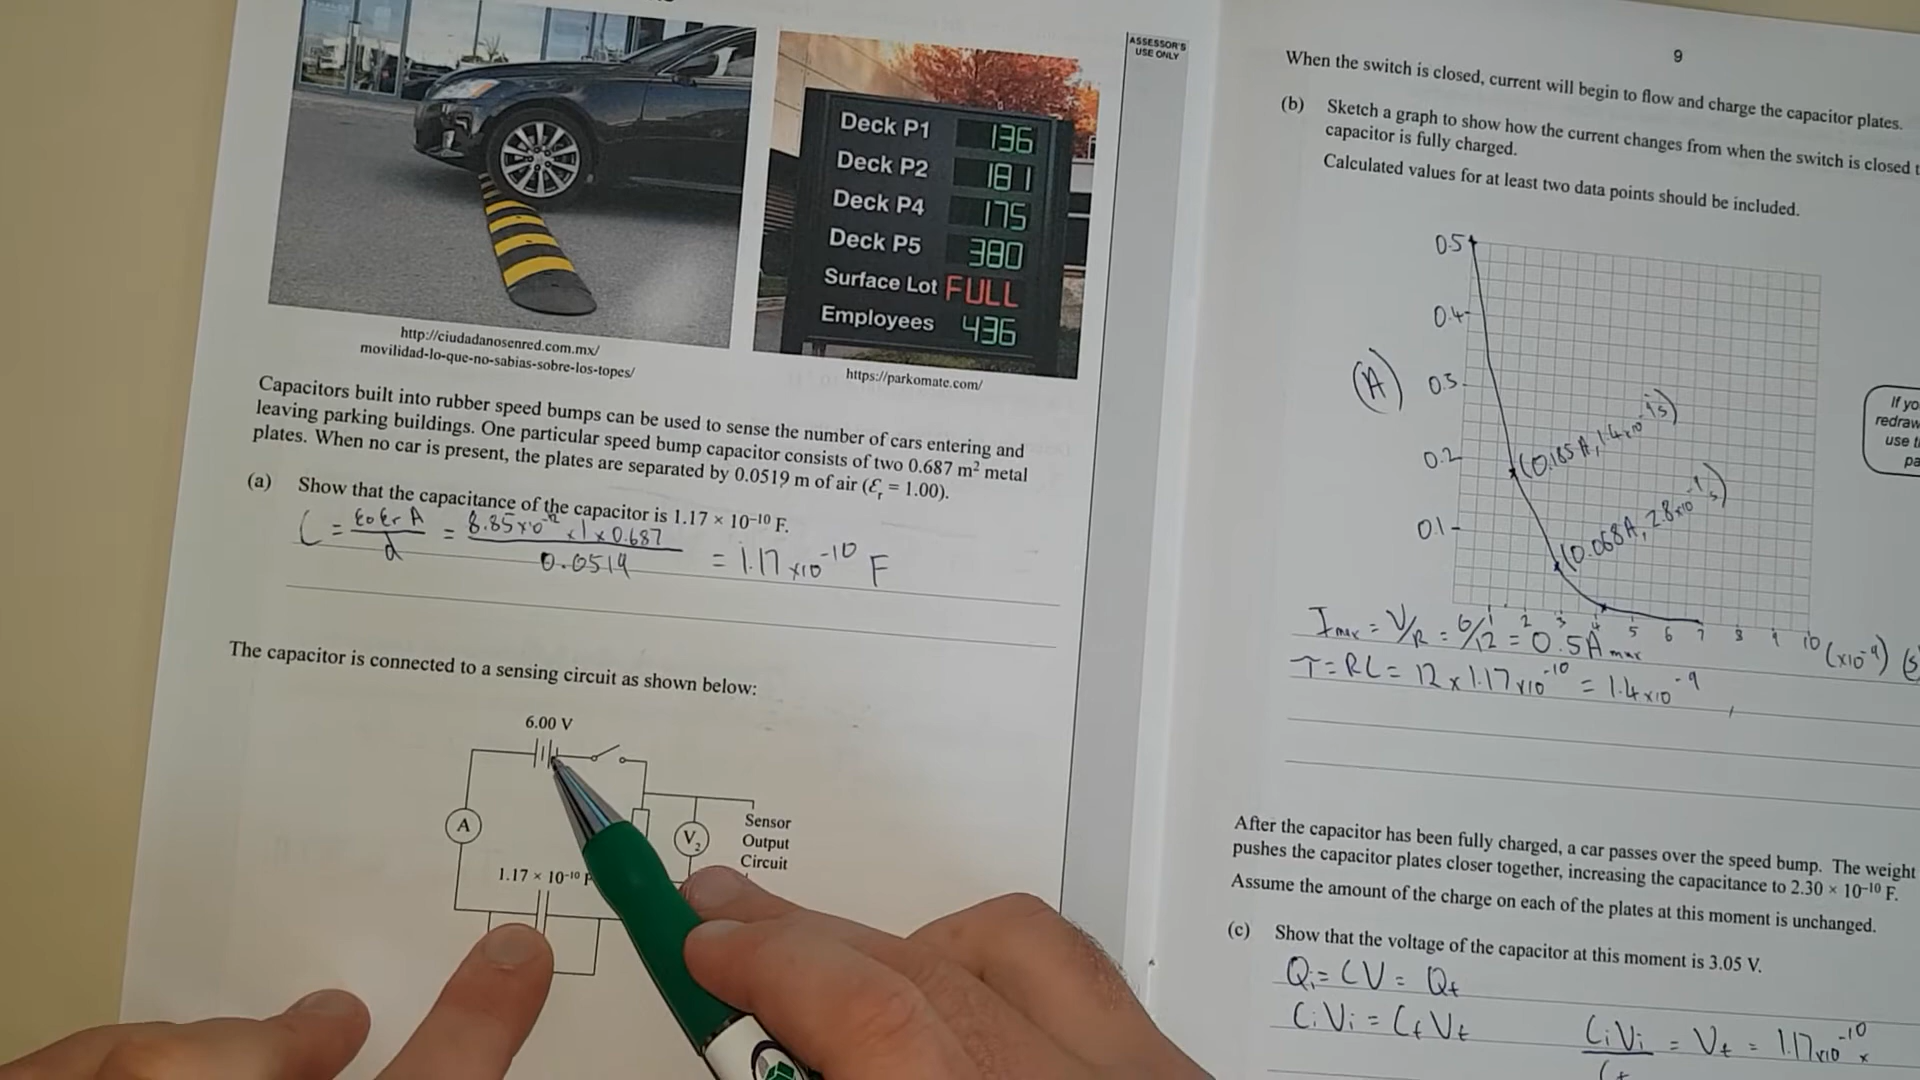 ASSESSOR'S
USE ONLY
Deck P1 136
Deck P2 181
Deck P4 175
Deck P5 380
Surface Lot FULL
Employees 436
http://ciudadanosenred.com.mx/
movilidad-lo-que-no-sabias-sobre-los-topes/
https://parkomate.com/
Capacitors built into rubber speed bumps can be used to sense the number of cars entering and
leaving parking buildings. One particular speed bump capacitor consists of two 0.687 m² metal
plates. When no car is present, the plates are separated by 0.0519 m of air (Ɛr = 1.00).
(a) Show that the capacitance of the capacitor is 1.17 × 10⁻¹⁰ F.
C = ƐoƐrA / d = 8.85×10⁻¹² × 1 × 0.687 / 0.0519 = 1.17 ×10⁻¹⁰ F
The capacitor is connected to a sensing circuit as shown below:
6.00 V
A
V₂
Sensor
Output
Circuit
1.17 × 10⁻¹⁰ F
9
When the switch is closed, current will begin to flow and charge the capacitor plates.
(b) Sketch a graph to show how the current changes from when the switch is closed
capacitor is fully charged.
Calculated values for at least two data points should be included.
0.5
0.4
(A) 0.3
0.2
0.1
(0.185A, 1.4×10⁻⁹s)
(0.068A, 2.8×10⁻⁹s)
1 2 3 4 5 6 7 8 9 10 (×10⁻⁹) (s
If yo
redraw
use t
pa
Imax = V/R = 6/12 = 0.5A max
τ = RC = 12 × 1.17×10⁻¹⁰ = 1.4×10⁻⁹
After the capacitor has been fully charged, a car passes over the speed bump. The weight
pushes the capacitor plates closer together, increasing the capacitance to 2.30 × 10⁻¹⁰ F.
Assume the amount of the charge on each of the plates at this moment is unchanged.
(c) Show that the voltage of the capacitor at this moment is 3.05 V.
Qi = CV = Qf
CiVi = CfVf
CiVi / Cf = Vf = 1.17×10⁻¹⁰ ×